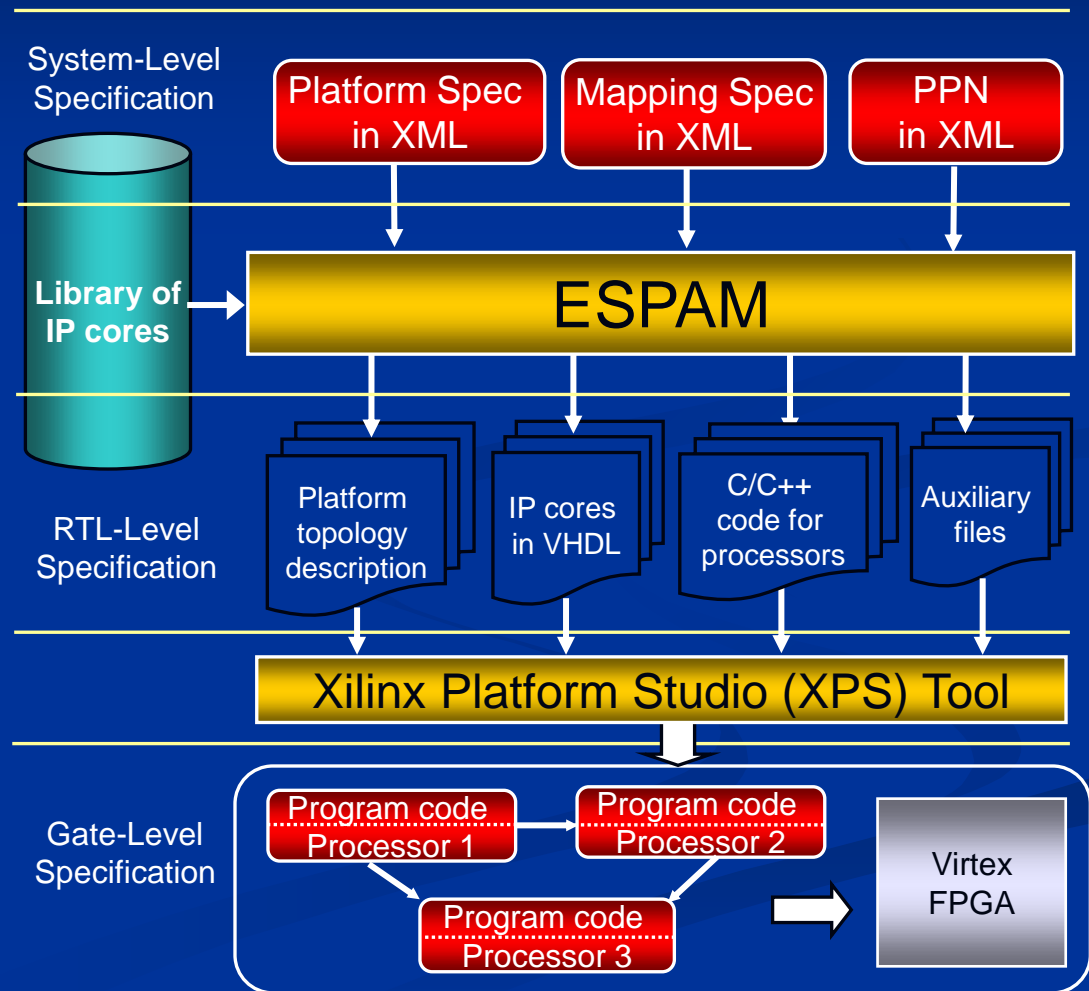 System-Level
Specification
Platform Spec
in XML
Mapping Spec
in XML
PPN
in XML
Library of
IP cores
ESPAM
RTL-Level
Specification
Platform
topology
description
IP cores
in VHDL
C/C++
code for
processors
Auxiliary
files
Xilinx Platform Studio (XPS) Tool
Gate-Level
Specification
Program code
Processor 1
Program code
Processor 2
Program code
Processor 3
Virtex
FPGA